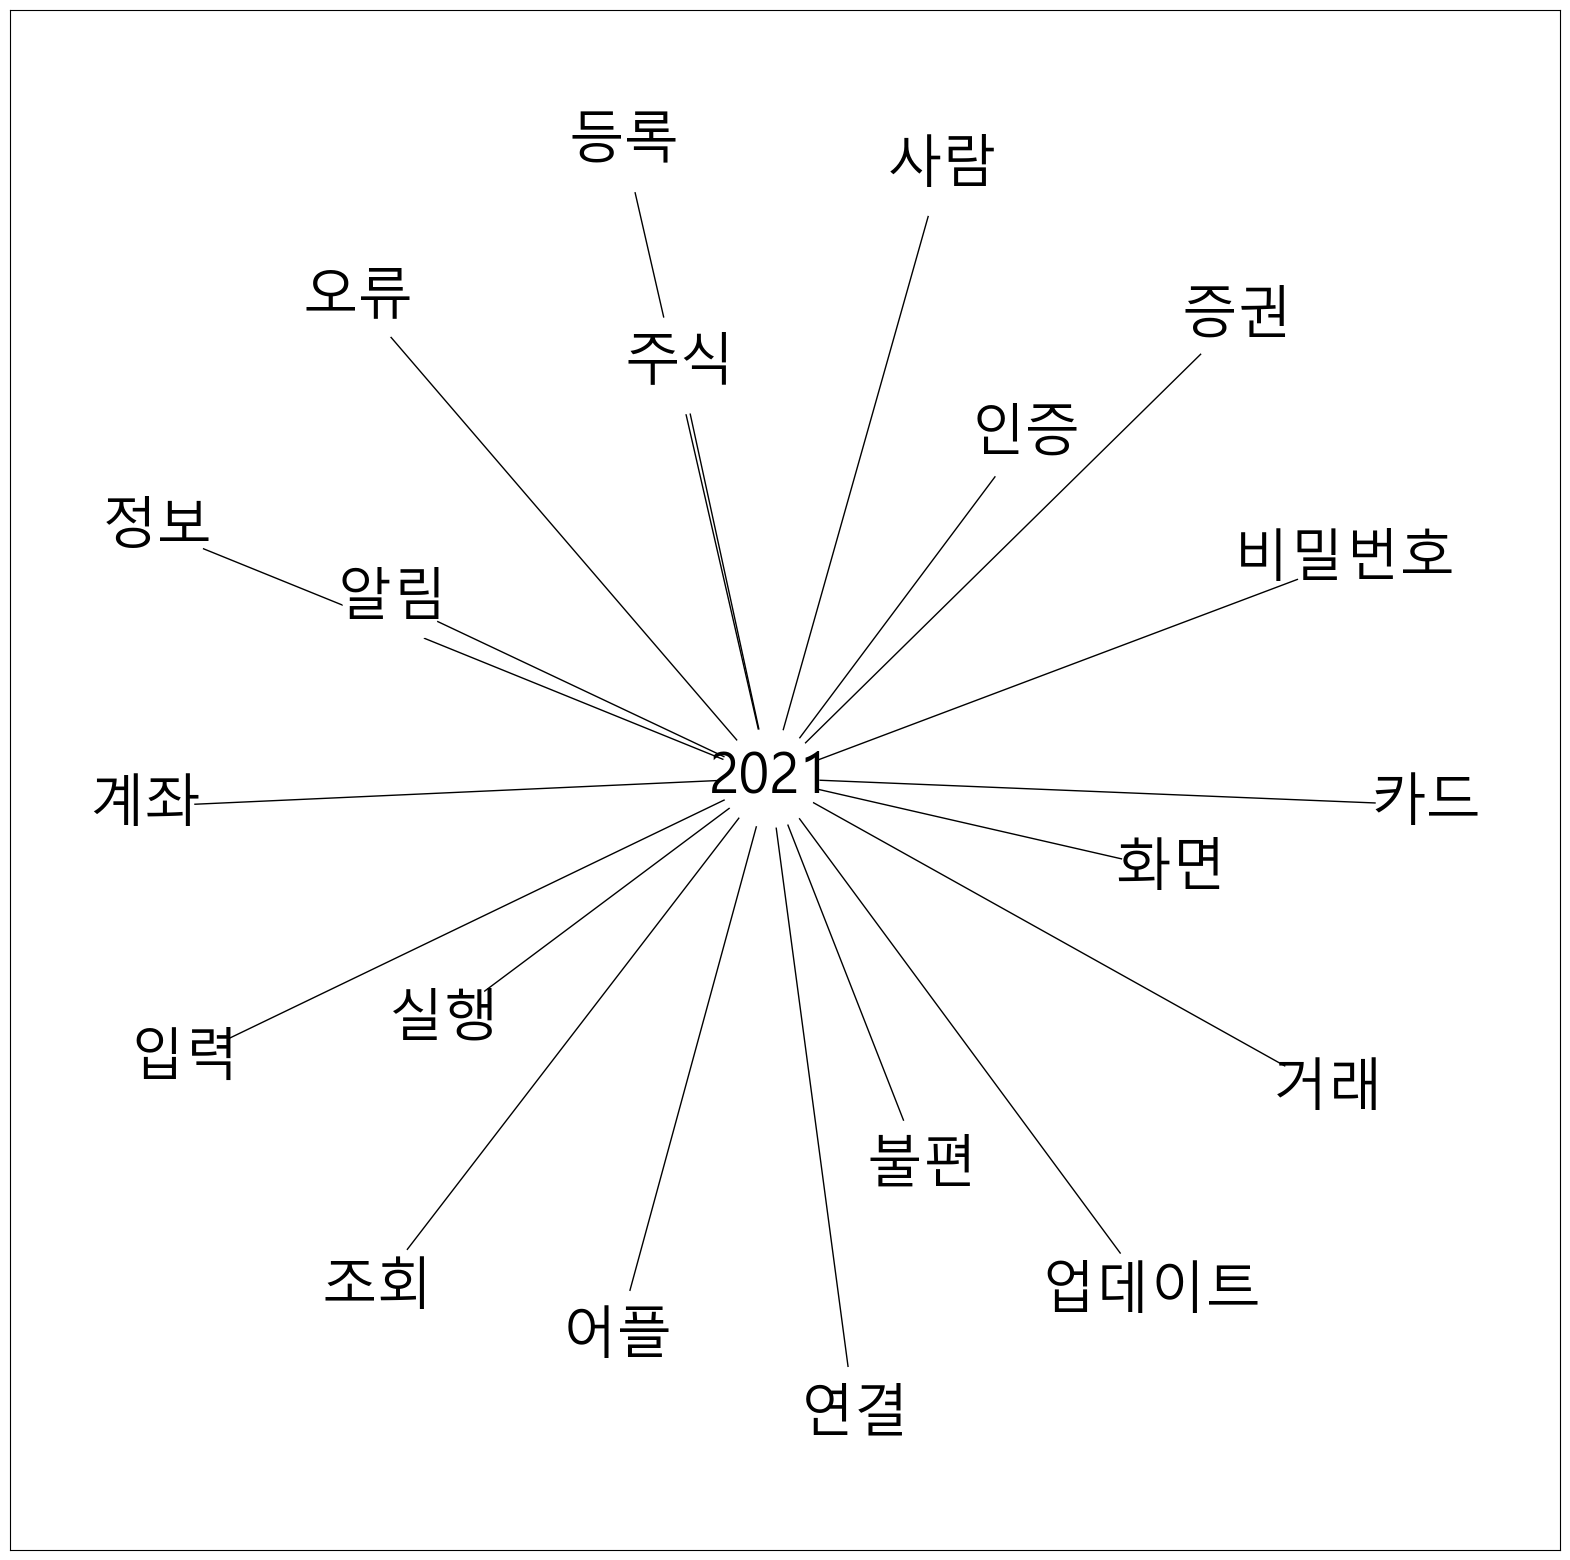 등록
사람
오류
증권
주식
인증
정보
비밀번호
알림
2021
계좌
카드
화면
실행
입력
거래
불편
조회
업데이트
어플
연결